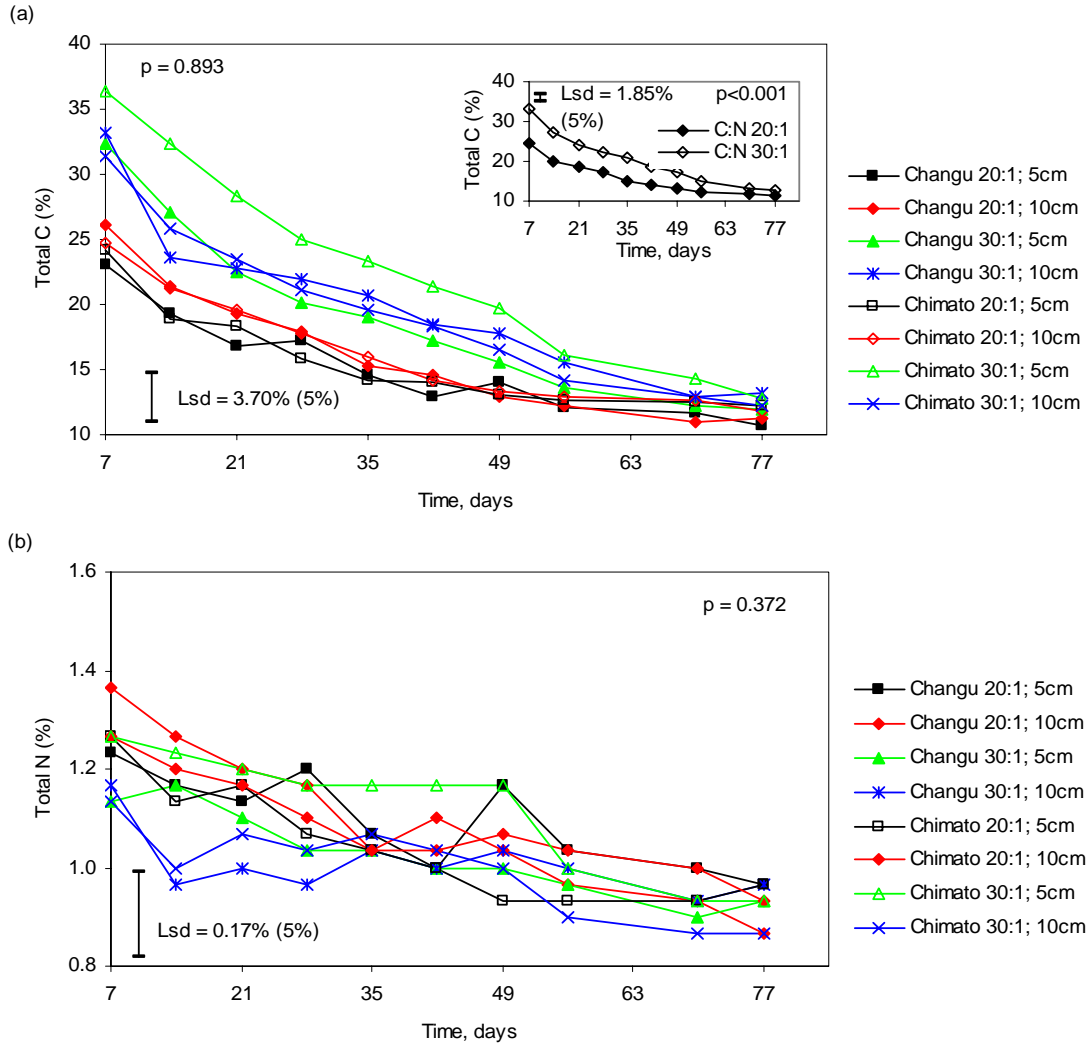 (a)
40
35
30
25
20
15
10
Total C (%)
p = 0.893
Lsd = 3.70% (5%)
7 21 35 49 63 77
Time, days
40
30
20
10
Total C (%)
Lsd = 1.85%
(5%)
p<0.001
C:N 20:1
C:N 30:1
7 21 35 49 63 77
Time, days
Changu 20:1; 5cm
Changu 20:1; 10cm
Changu 30:1; 5cm
Changu 30:1; 10cm
Chimato 20:1; 5cm
Chimato 20:1; 10cm
Chimato 30:1; 5cm
Chimato 30:1; 10cm
(b)
1.6
1.4
1.2
1.0
0.8
Total N (%)
p = 0.372
Lsd = 0.17% (5%)
7 21 35 49 63 77
Time, days
Changu 20:1; 5cm
Changu 20:1; 10cm
Changu 30:1; 5cm
Changu 30:1; 10cm
Chimato 20:1; 5cm
Chimato 20:1; 10cm
Chimato 30:1; 5cm
Chimato 30:1; 10cm